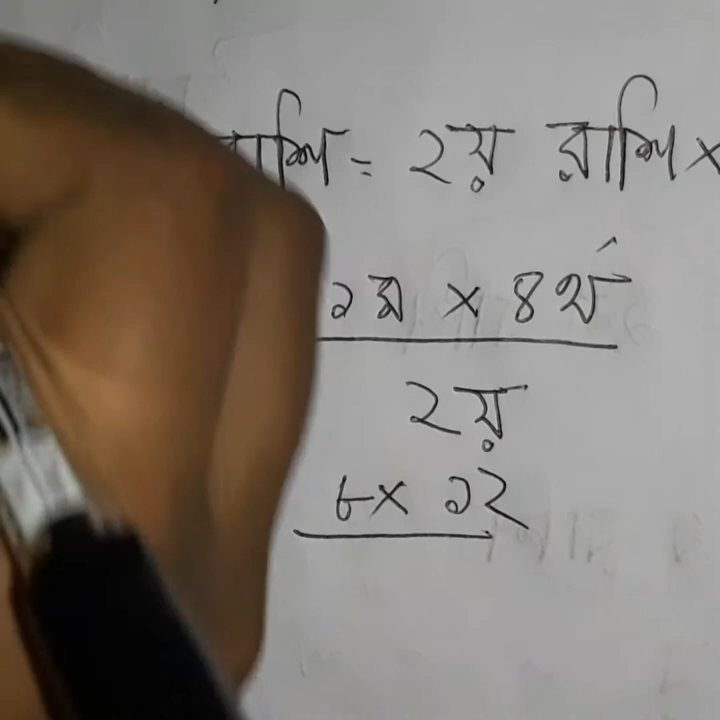 রাশি = ২য় রাশি ×
১ম × ৪র্থ
২য়
৮× ১২